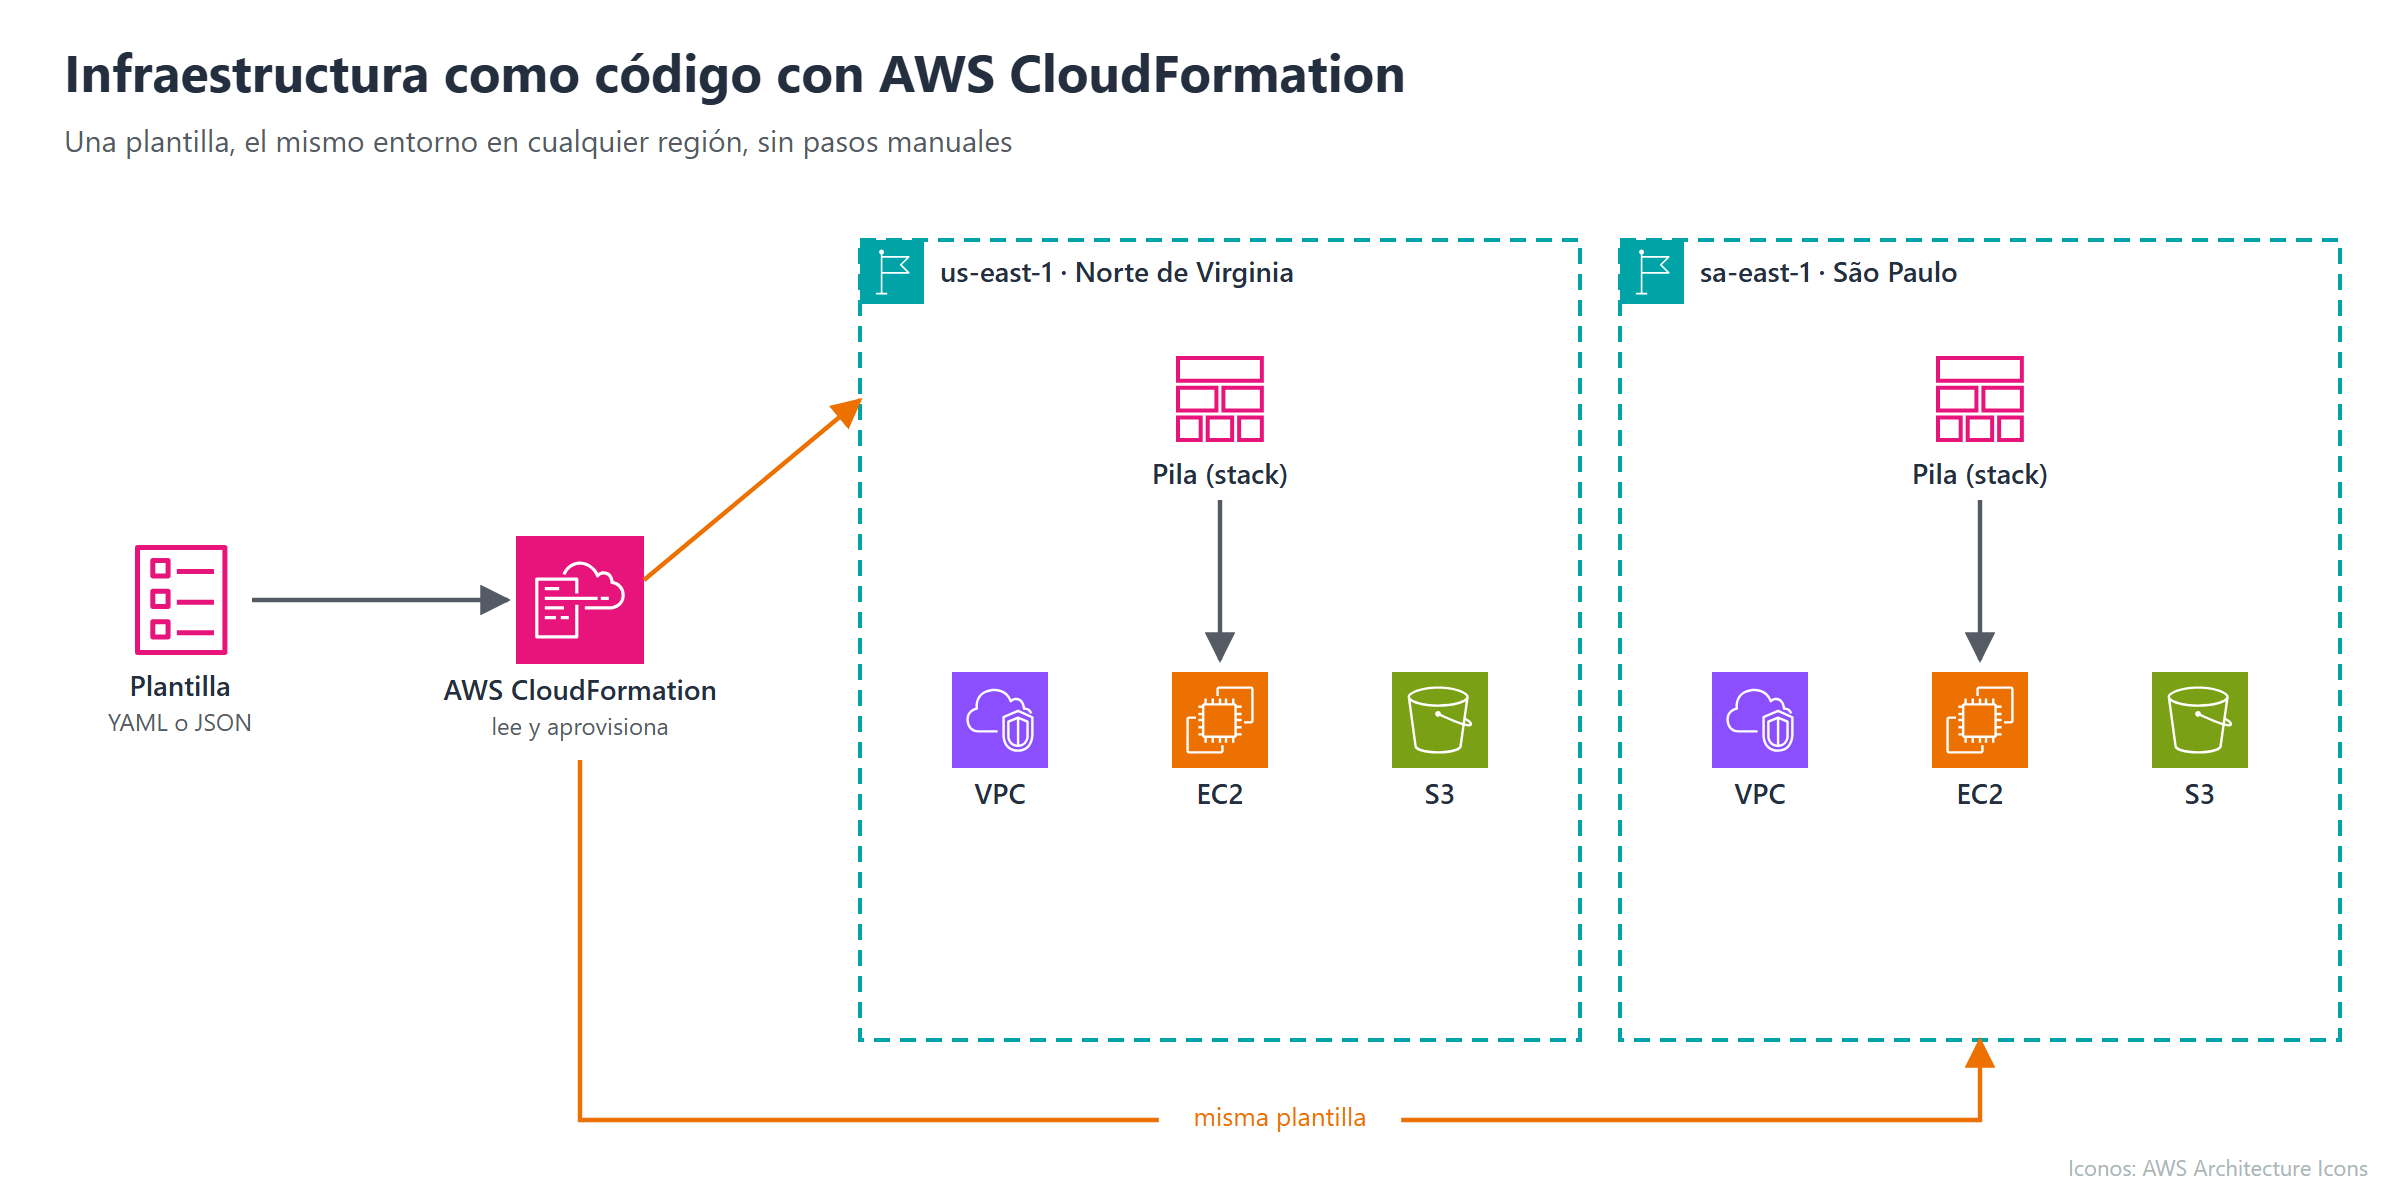 Infraestructura como código con AWS CloudFormation
Una plantilla, el mismo entorno en cualquier región, sin pasos manuales
us-east-1 · Norte de Virginia
sa-east-1 · São Paulo
Pila (stack)
Pila (stack)
Plantilla
YAML o JSON
AWS CloudFormation
lee y aprovisiona
VPC
EC2
S3
VPC
EC2
S3
misma plantilla
Iconos: AWS Architecture Icons